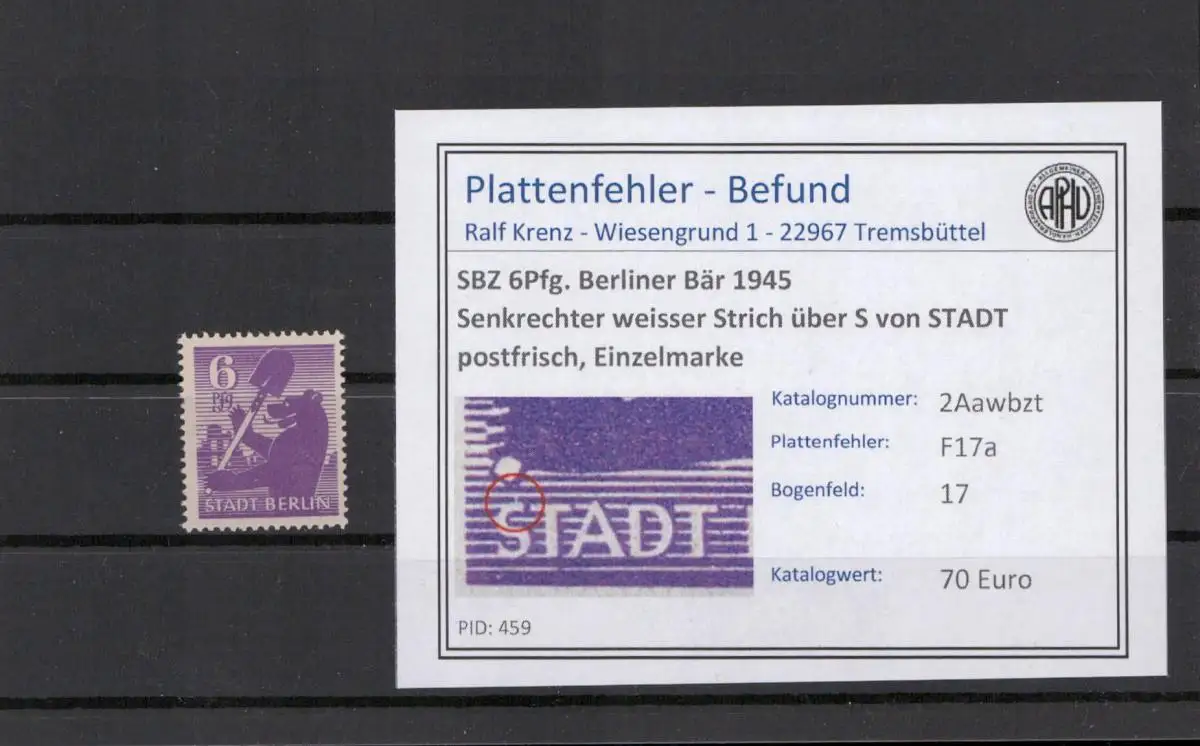 6
Pfg
STADT BERLIN
Plattenfehler - Befund
Ralf Krenz - Wiesengrund 1 - 22967 Tremsbüttel
APHV
SBZ 6Pfg. Berliner Bär 1945
Senkrechter weisser Strich über S von STADT
postfrisch, Einzelmarke
STADT
Katalognummer: 2Aawbzt
Plattenfehler: F17a
Bogenfeld: 17
Katalogwert: 70 Euro
PID: 459